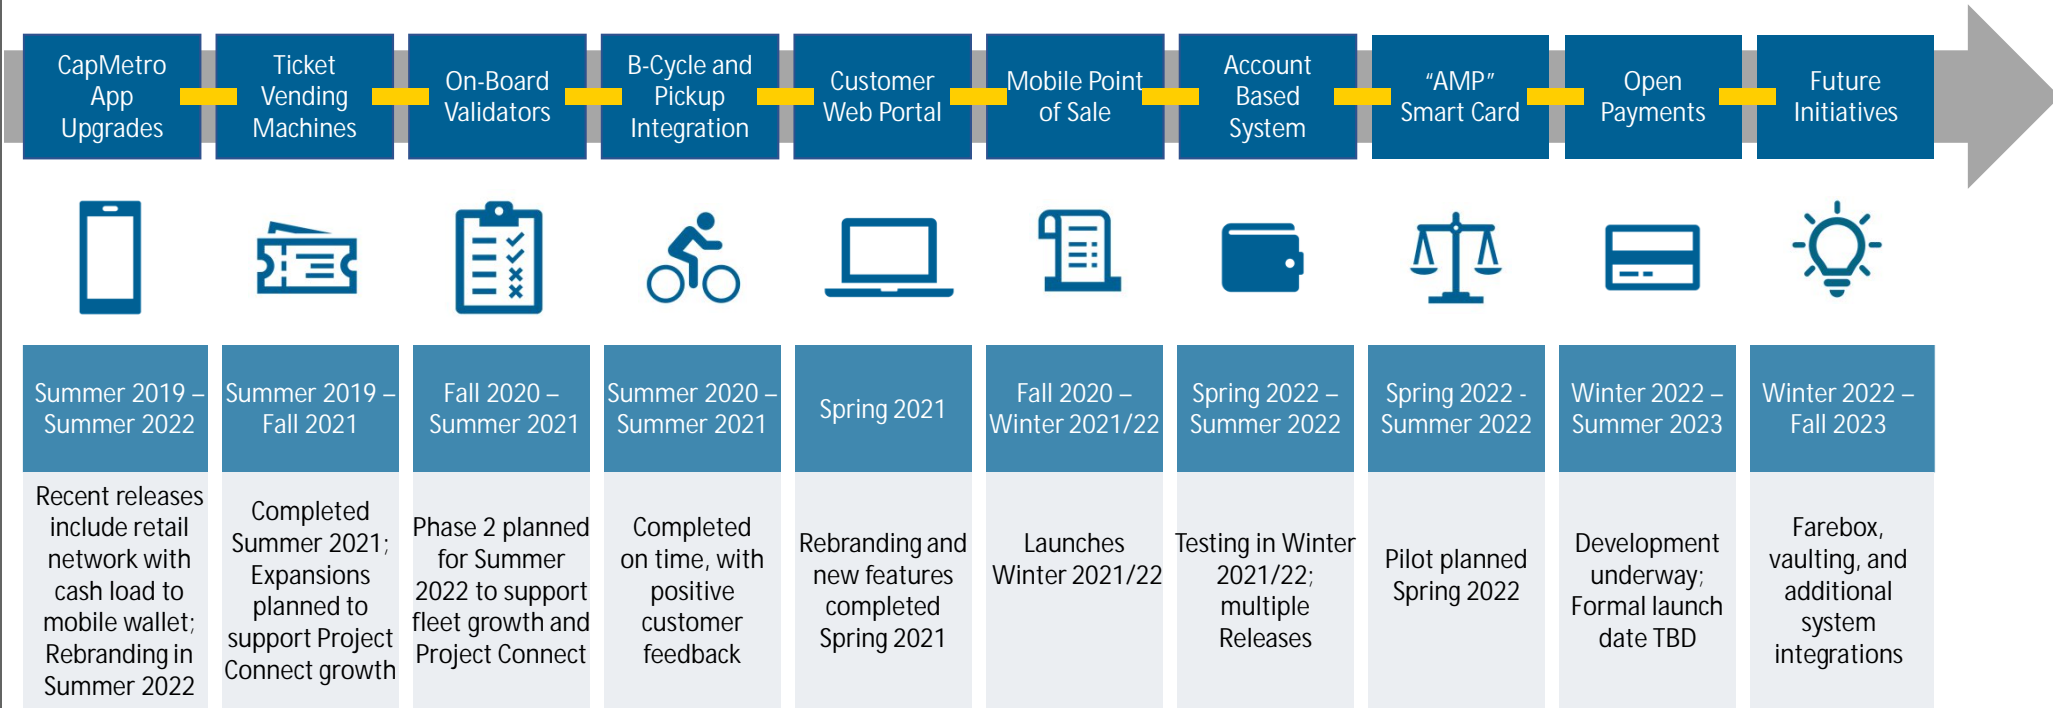 CapMetro
App
Upgrades
Ticket
Vending
Machines
On-Board
Validators
B-Cycle and
Pickup
Integration
Customer
Web Portal
Mobile Point
of Sale
Account
Based
System
“AMP”
Smart Card
Open
Payments
Future
Initiatives
Summer 2019 –
Summer 2022
Summer 2019 –
Fall 2021
Fall 2020 –
Summer 2021
Summer 2020 –
Summer 2021
Spring 2021
Fall 2020 –
Winter 2021/22
Spring 2022 –
Summer 2022
Spring 2022 -
Summer 2022
Winter 2022 –
Summer 2023
Winter 2022 –
Fall 2023
Recent releases
include retail
network with
cash load to
mobile wallet;
Rebranding in
Summer 2022
Completed
Summer 2021;
Expansions
planned to
support Project
Connect growth
Phase 2 planned
for Summer
2022 to support
fleet growth and
Project Connect
Completed
on time, with
positive
customer
feedback
Rebranding and
new features
completed
Spring 2021
Launches
Winter 2021/22
Testing in Winter
2021/22;
multiple
Releases
Pilot planned
Spring 2022
Development
underway;
Formal launch
date TBD
Farebox,
vaulting, and
additional
system
integrations